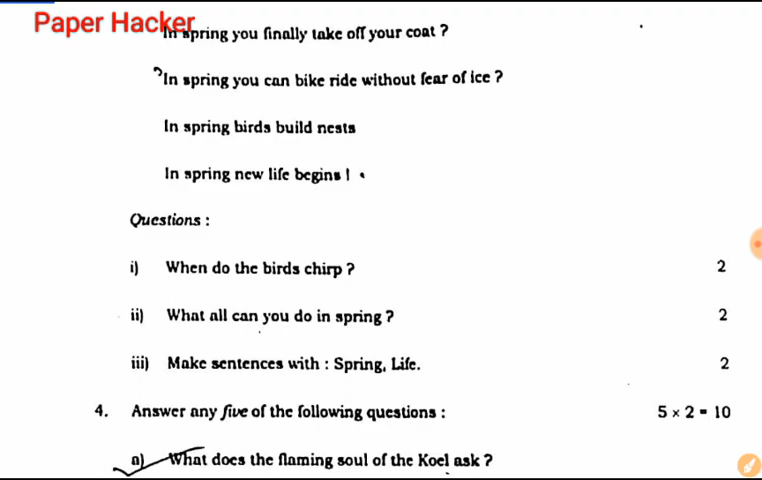 Paper Hacker
In spring you finally take off your coat ?
In spring you can bike ride without fear of ice ?
In spring birds build nests
In spring new life begins !
Questions :
i) When do the birds chirp ? 2
ii) What all can you do in spring ? 2
iii) Make sentences with : Spring, Life. 2
4. Answer any five of the following questions : 5 × 2 = 10
a) What does the flaming soul of the Koel ask ?